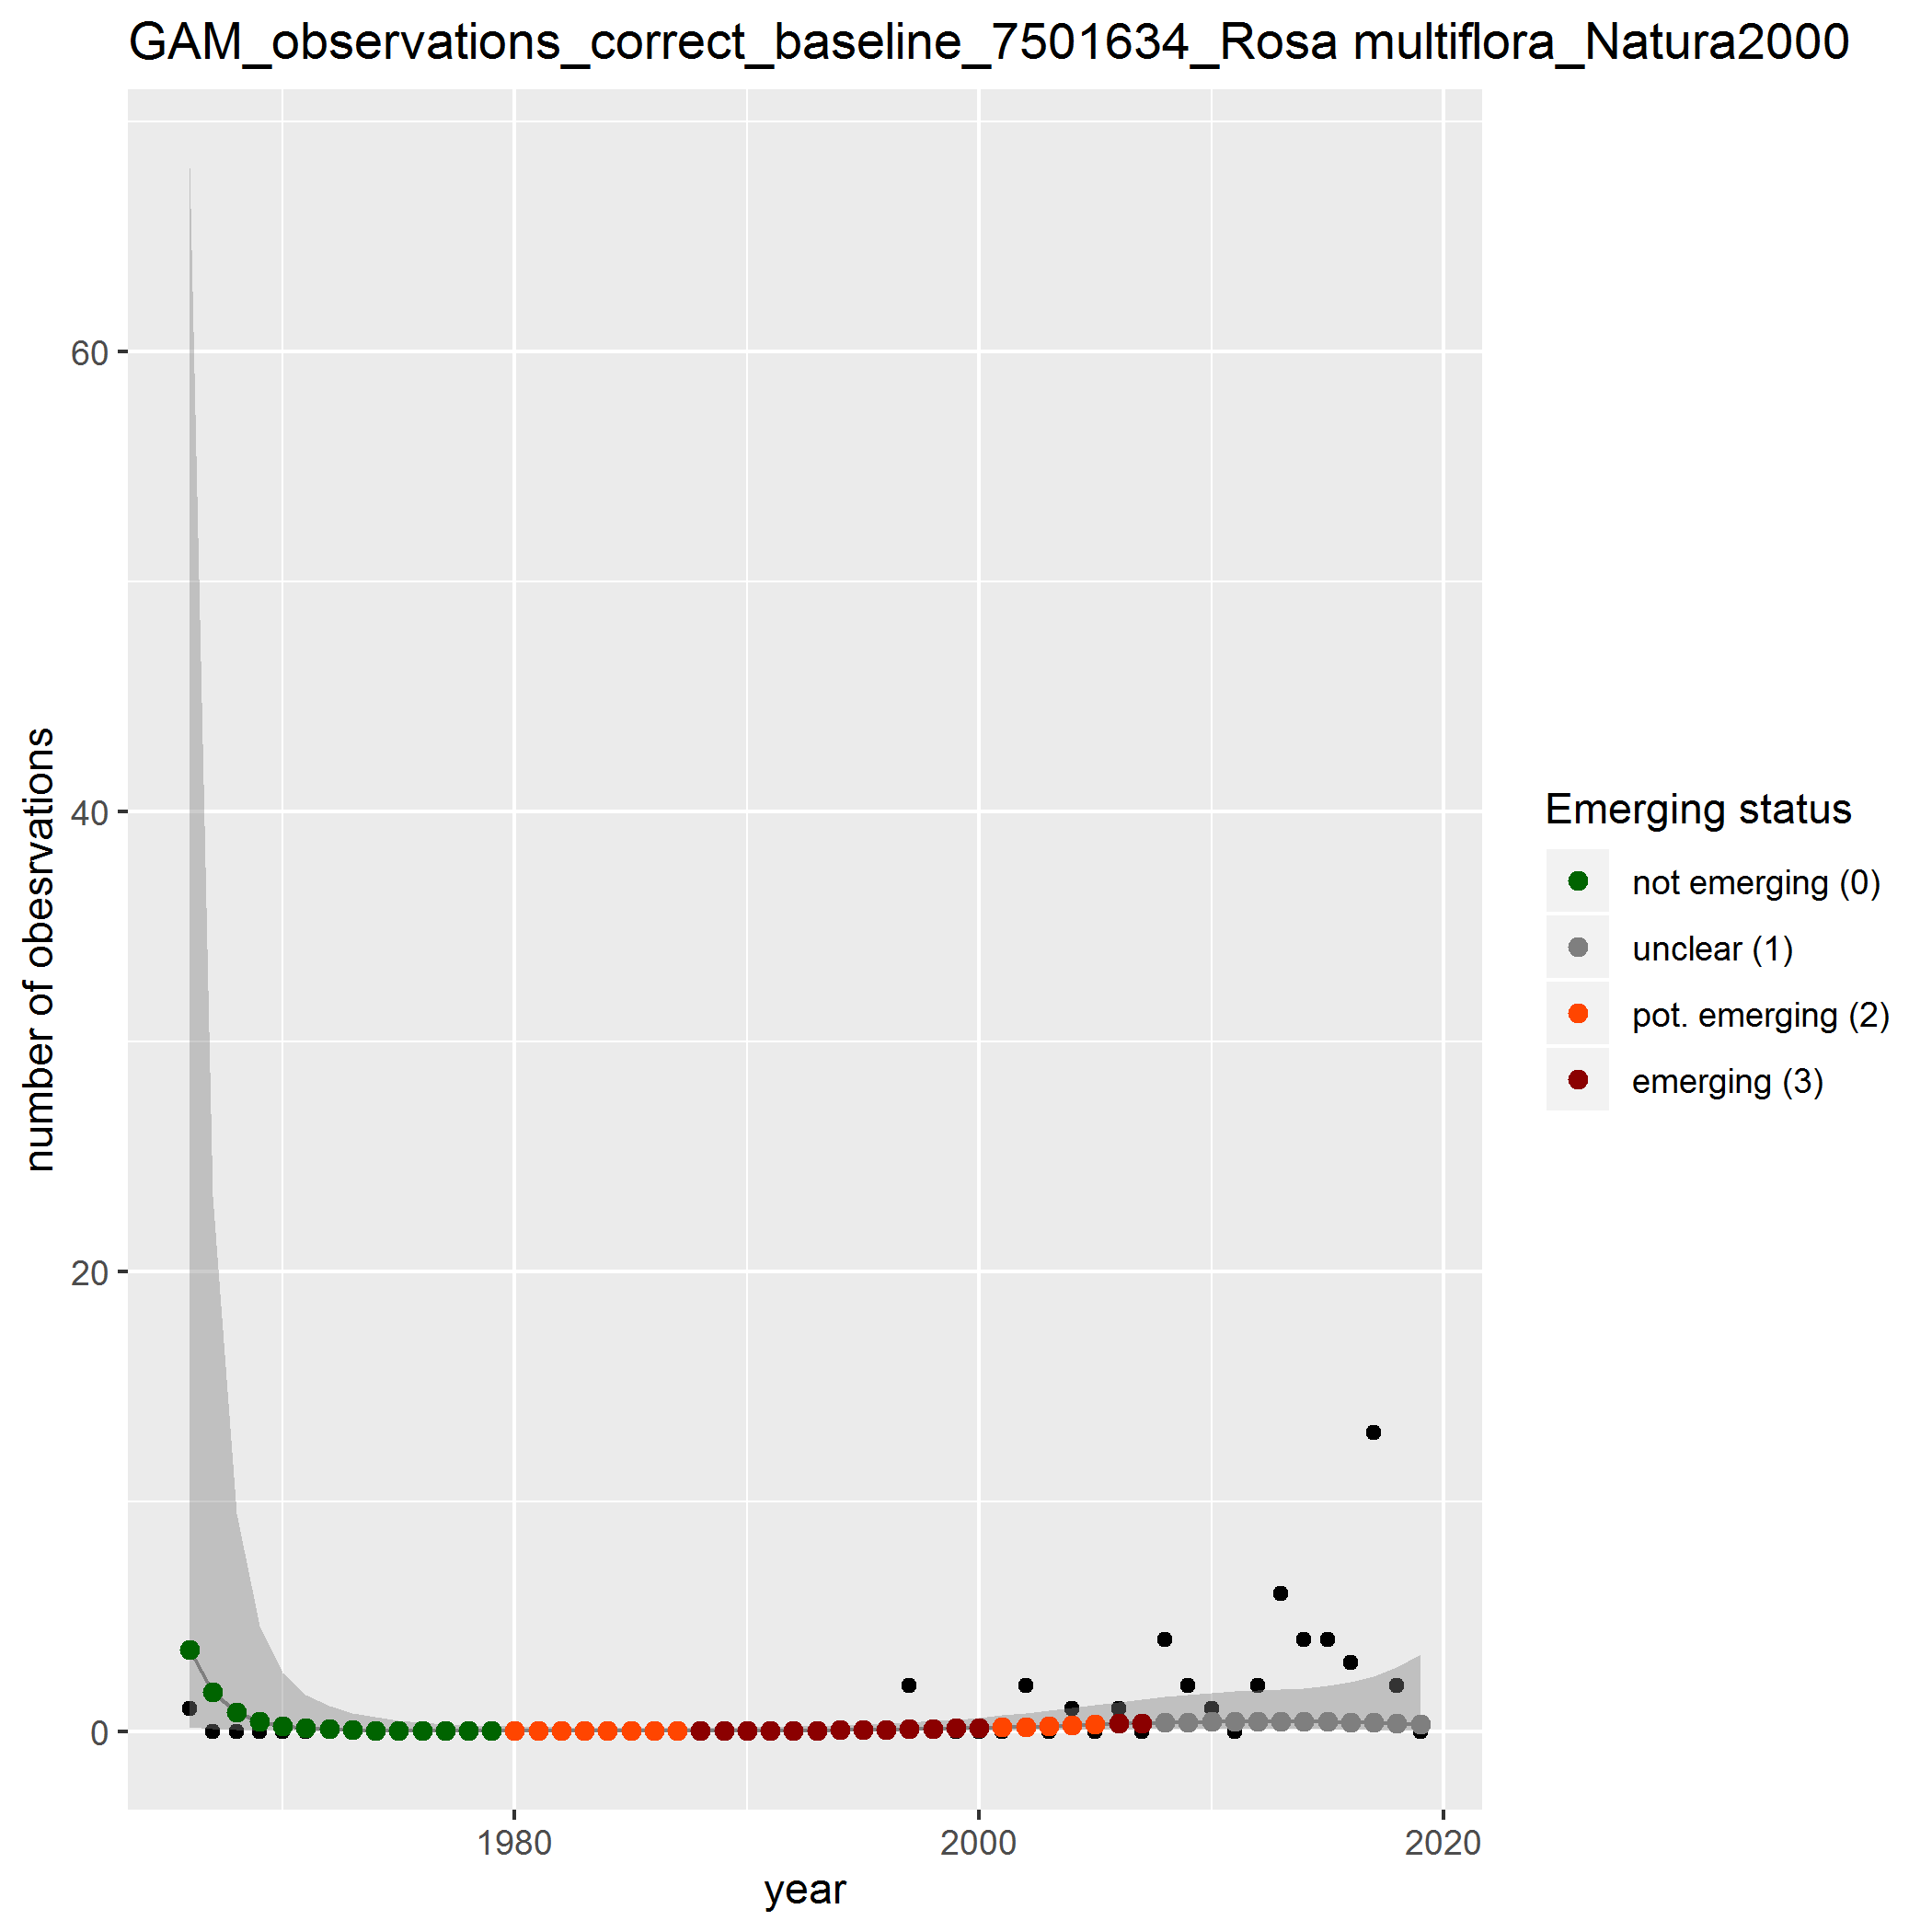 GAM_observations_correct_baseline_7501634_Rosa multiflora_Natura2000
60
40
20
0
number of obesrvations
1980
2000
2020
year
Emerging status
not emerging (0)
unclear (1)
pot. emerging (2)
emerging (3)